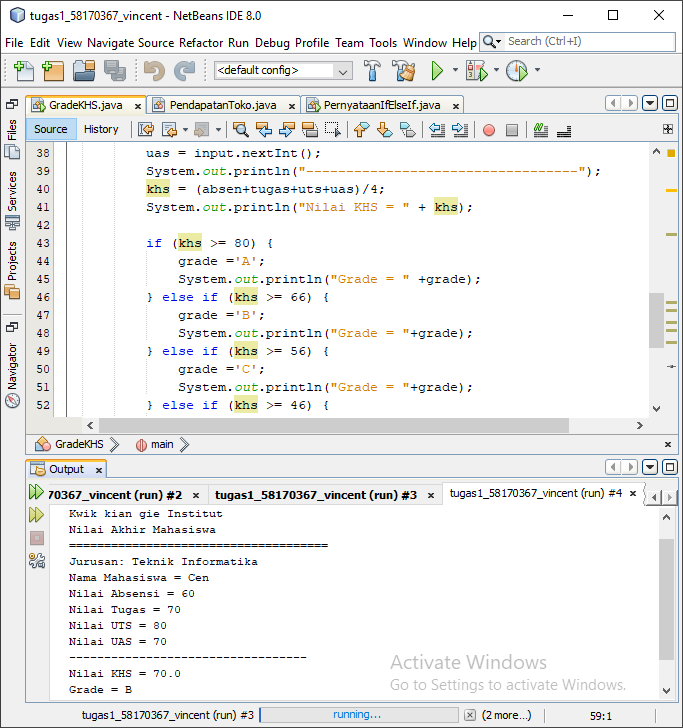 tugas1_58170367_vincent - NetBeans IDE 8.0
File Edit View Navigate Source Refactor Run Debug Profile Team Tools Window Help Search (Ctrl+I)
<default config>
GradeKHS.java PendapatanToko.java PernyataanIfElseIf.java
Source History
Files
Services
Projects
Navigator
38 uas = input.nextInt();
39 System.out.println("----------------------------------");
40 khs = (absen+tugas+uts+uas)/4;
41 System.out.println("Nilai KHS = " + khs);
42
43 if (khs >= 80) {
44 grade ='A';
45 System.out.println("Grade = " +grade);
46 } else if (khs >= 66) {
47 grade ='B';
48 System.out.println("Grade = "+grade);
49 } else if (khs >= 56) {
50 grade ='C';
51 System.out.println("Grade = "+grade);
52 } else if (khs >= 46) {
GradeKHS main
Output
70367_vincent (run) #2 tugas1_58170367_vincent (run) #3 tugas1_58170367_vincent (run) #4
Kwik kian gie Institut
Nilai Akhir Mahasiswa
=====================================
Jurusan: Teknik Informatika
Nama Mahasiswa = Cen
Nilai Absensi = 60
Nilai Tugas = 70
Nilai UTS = 80
Nilai UAS = 70
----------------------------------
Nilai KHS = 70.0
Grade = B
Activate Windows
Go to Settings to activate Windows.
tugas1_58170367_vincent (run) #3 running... (2 more...) 59:1